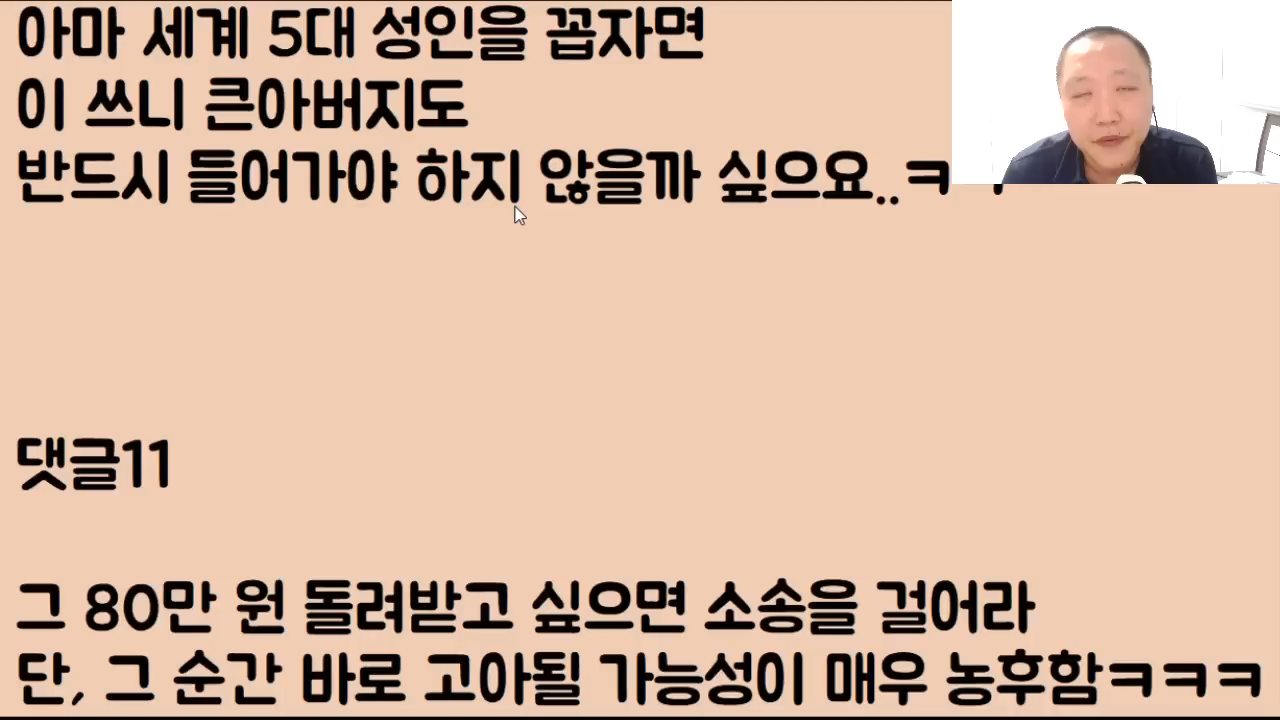 아마 세계 5대 성인을 꼽자면
이 쓰니 큰아버지도
반드시 들어가야 하지 않을까 싶으요..ㅋ
댓글11
그 80만 원 돌려받고 싶으면 소송을 걸어라
단, 그 순간 바로 고아될 가능성이 매우 농후함ㅋㅋㅋ